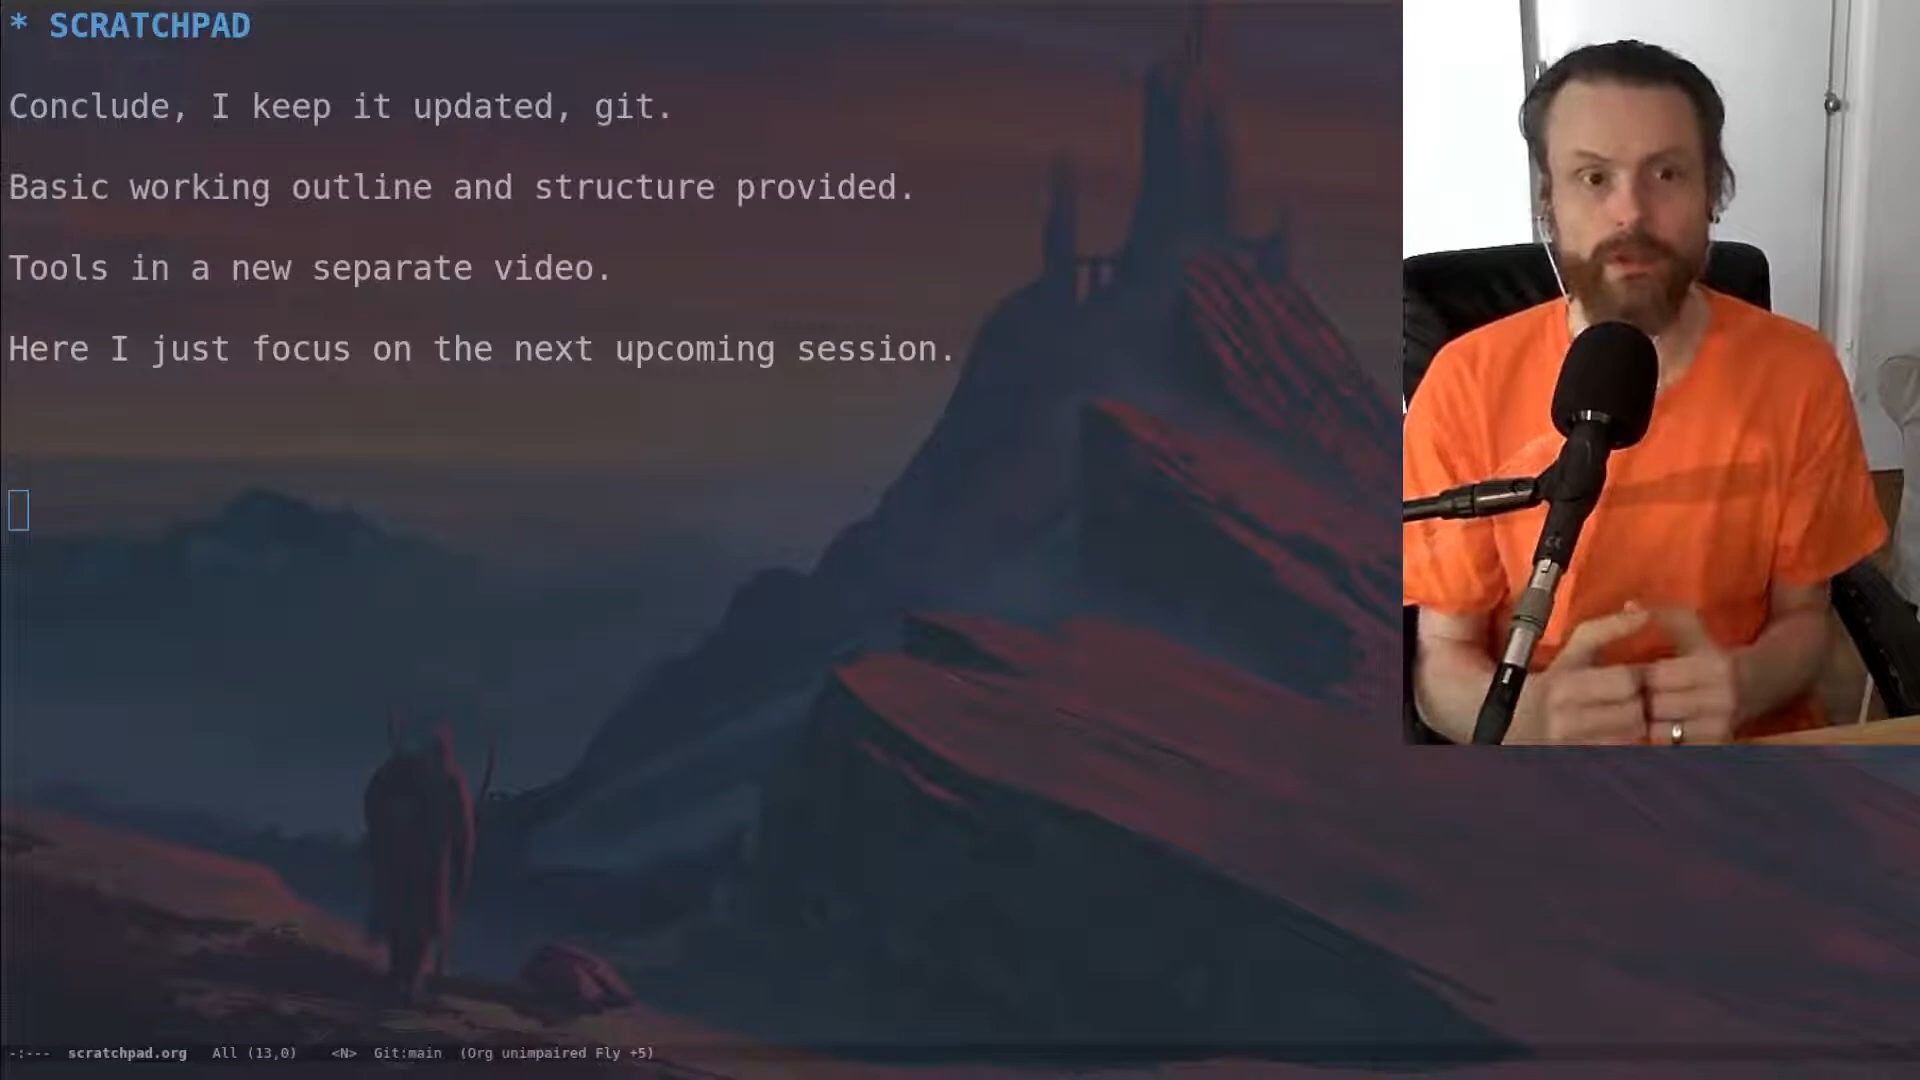 * SCRATCHPAD
Conclude, I keep it updated, git.
Basic working outline and structure provided.
Tools in a new separate video.
Here I just focus on the next upcoming session.
-:--- scratchpad.org All (13,0) <N> Git:main (Org unimpaired Fly +5)